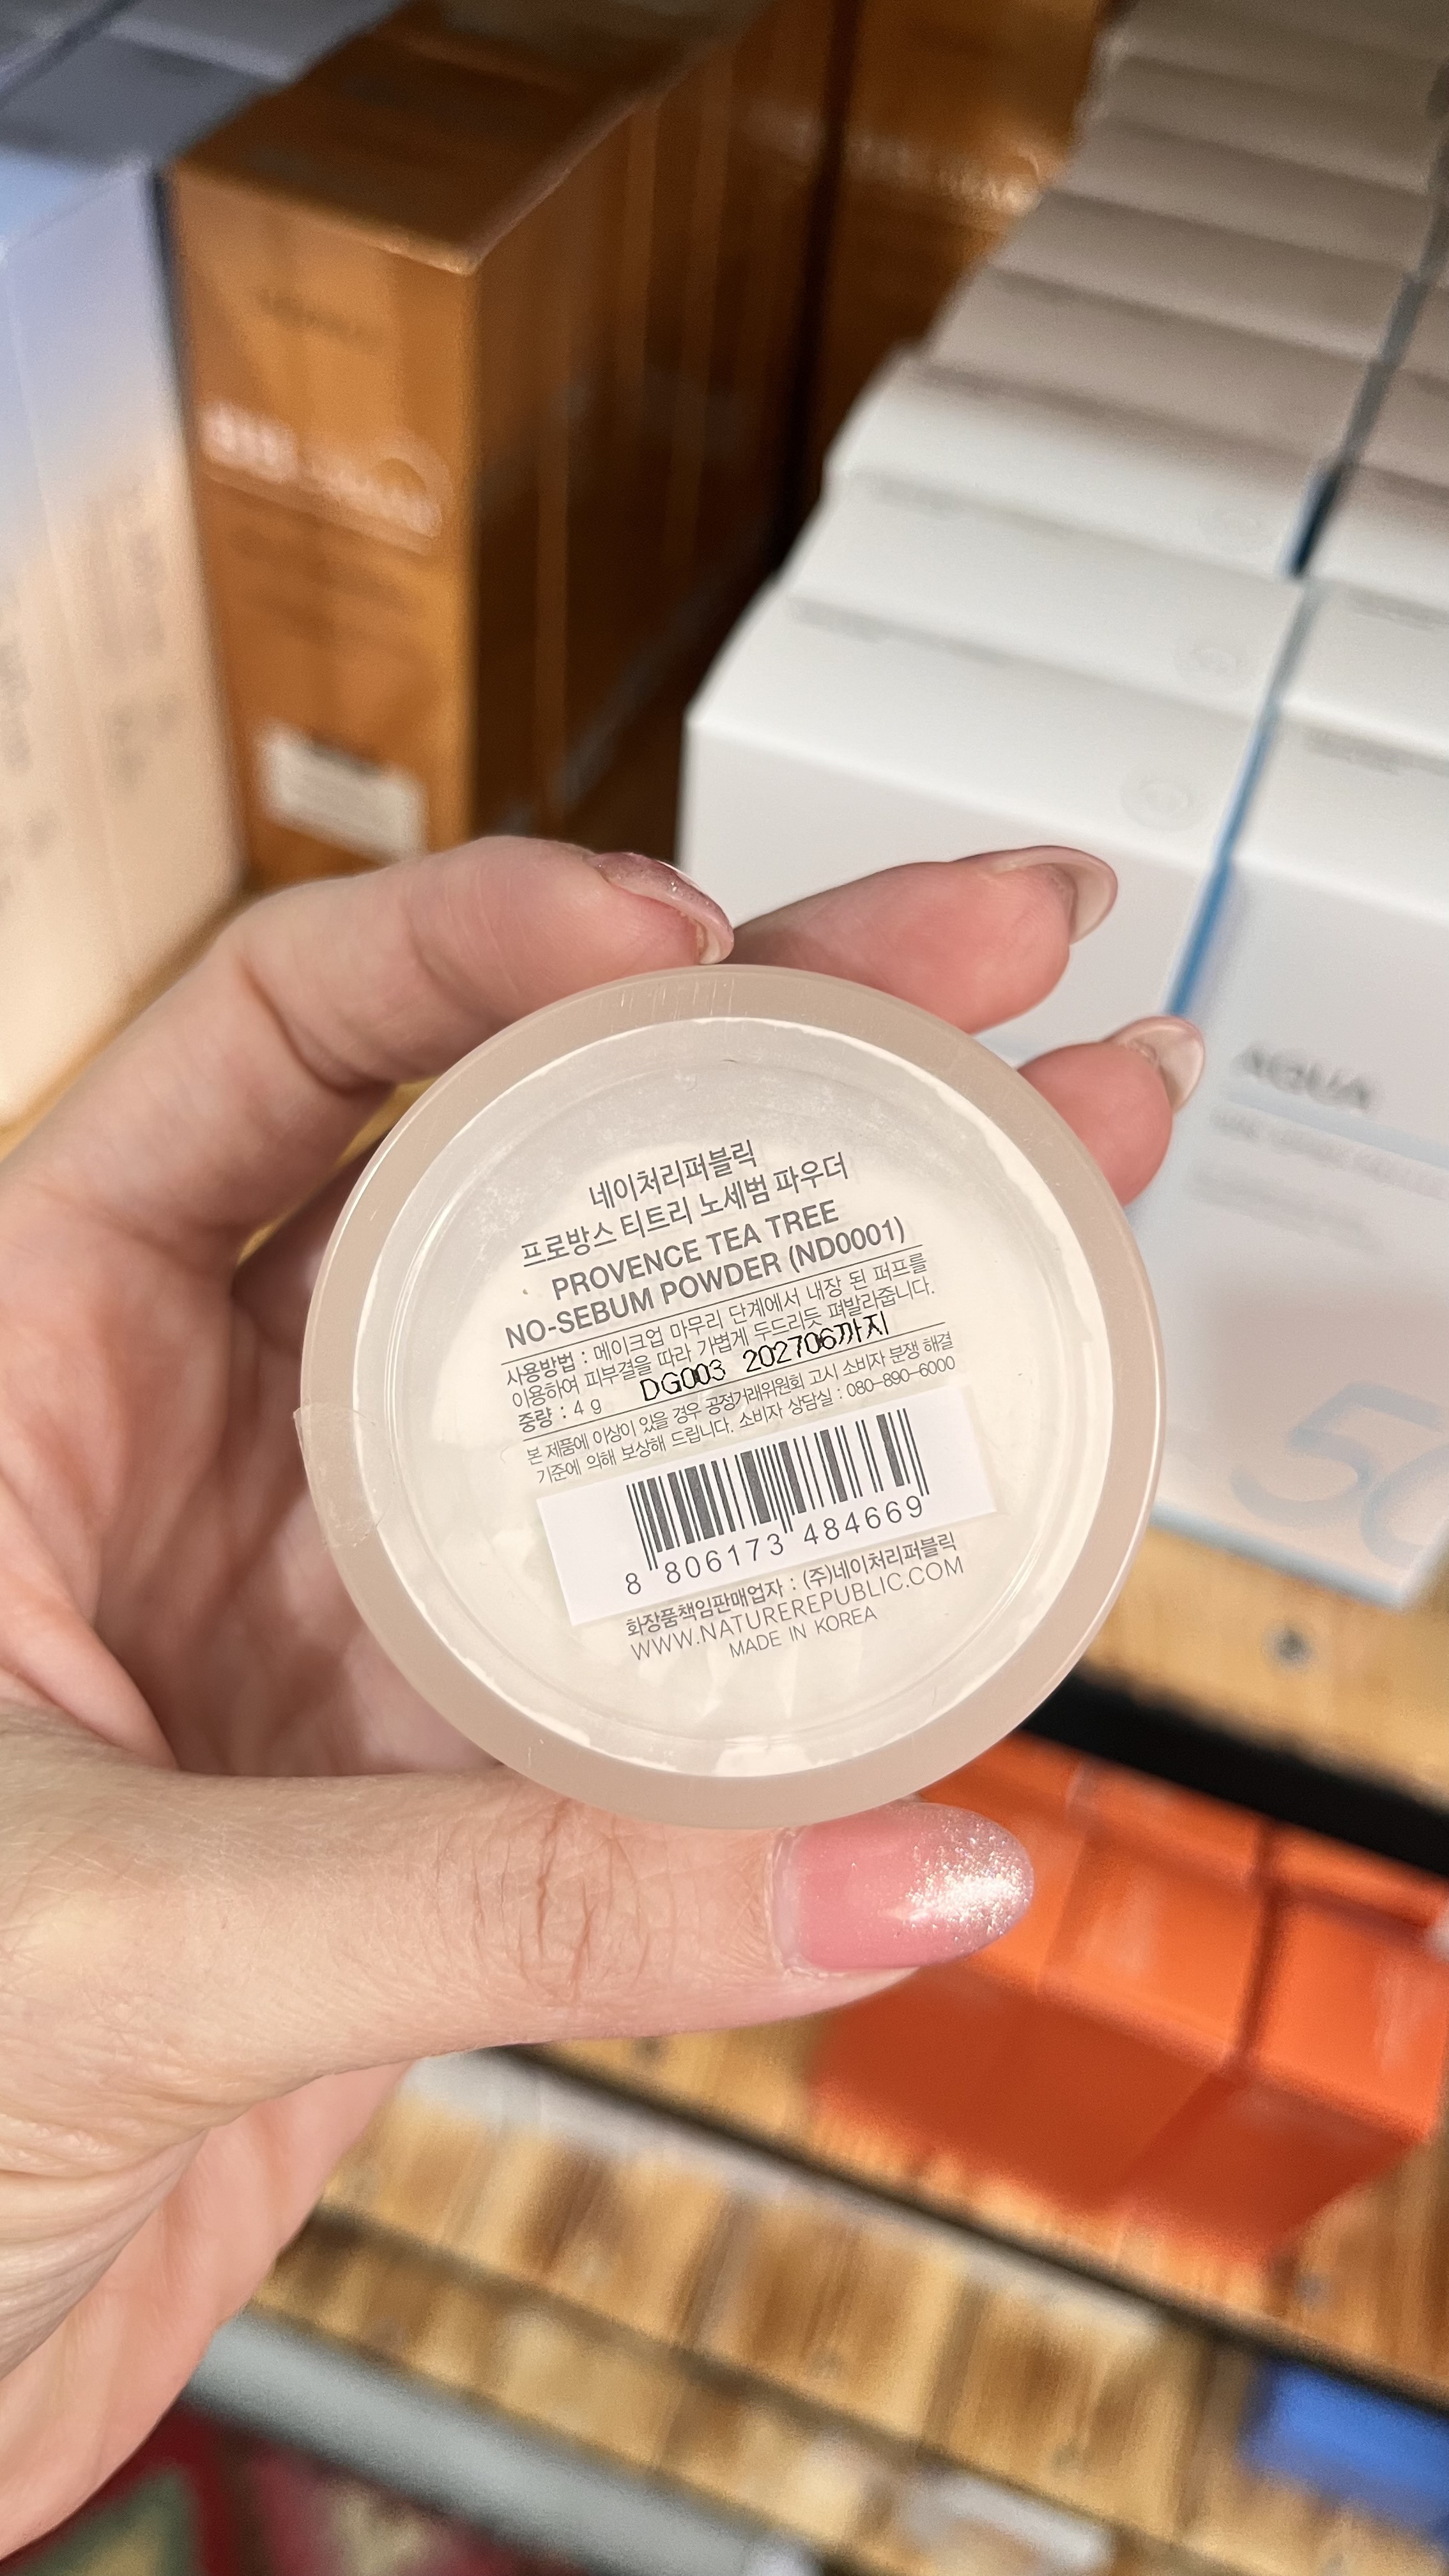 네이처리퍼블릭
프로방스 티트리 노세범 파우더
PROVENCE TEA TREE
NO-SEBUM POWDER (ND0001)
사용방법 : 메이크업 마무리 단계에서 내장 된 퍼프를
이용하여 피부결을 따라 가볍게 두드리듯 펴발라줍니다.
중량 : 4 g
DG003 202706까지
본 제품에 이상이 있을 경우 공정거래위원회 고시 소비자 분쟁 해결
기준에 의해 보상해 드립니다. 소비자 상담실 : 080-890-6000
8 806173 484669
화장품책임판매업자 : (주)네이처리퍼블릭
WWW.NATUREREPUBLIC.COM
MADE IN KOREA
AQUA
50